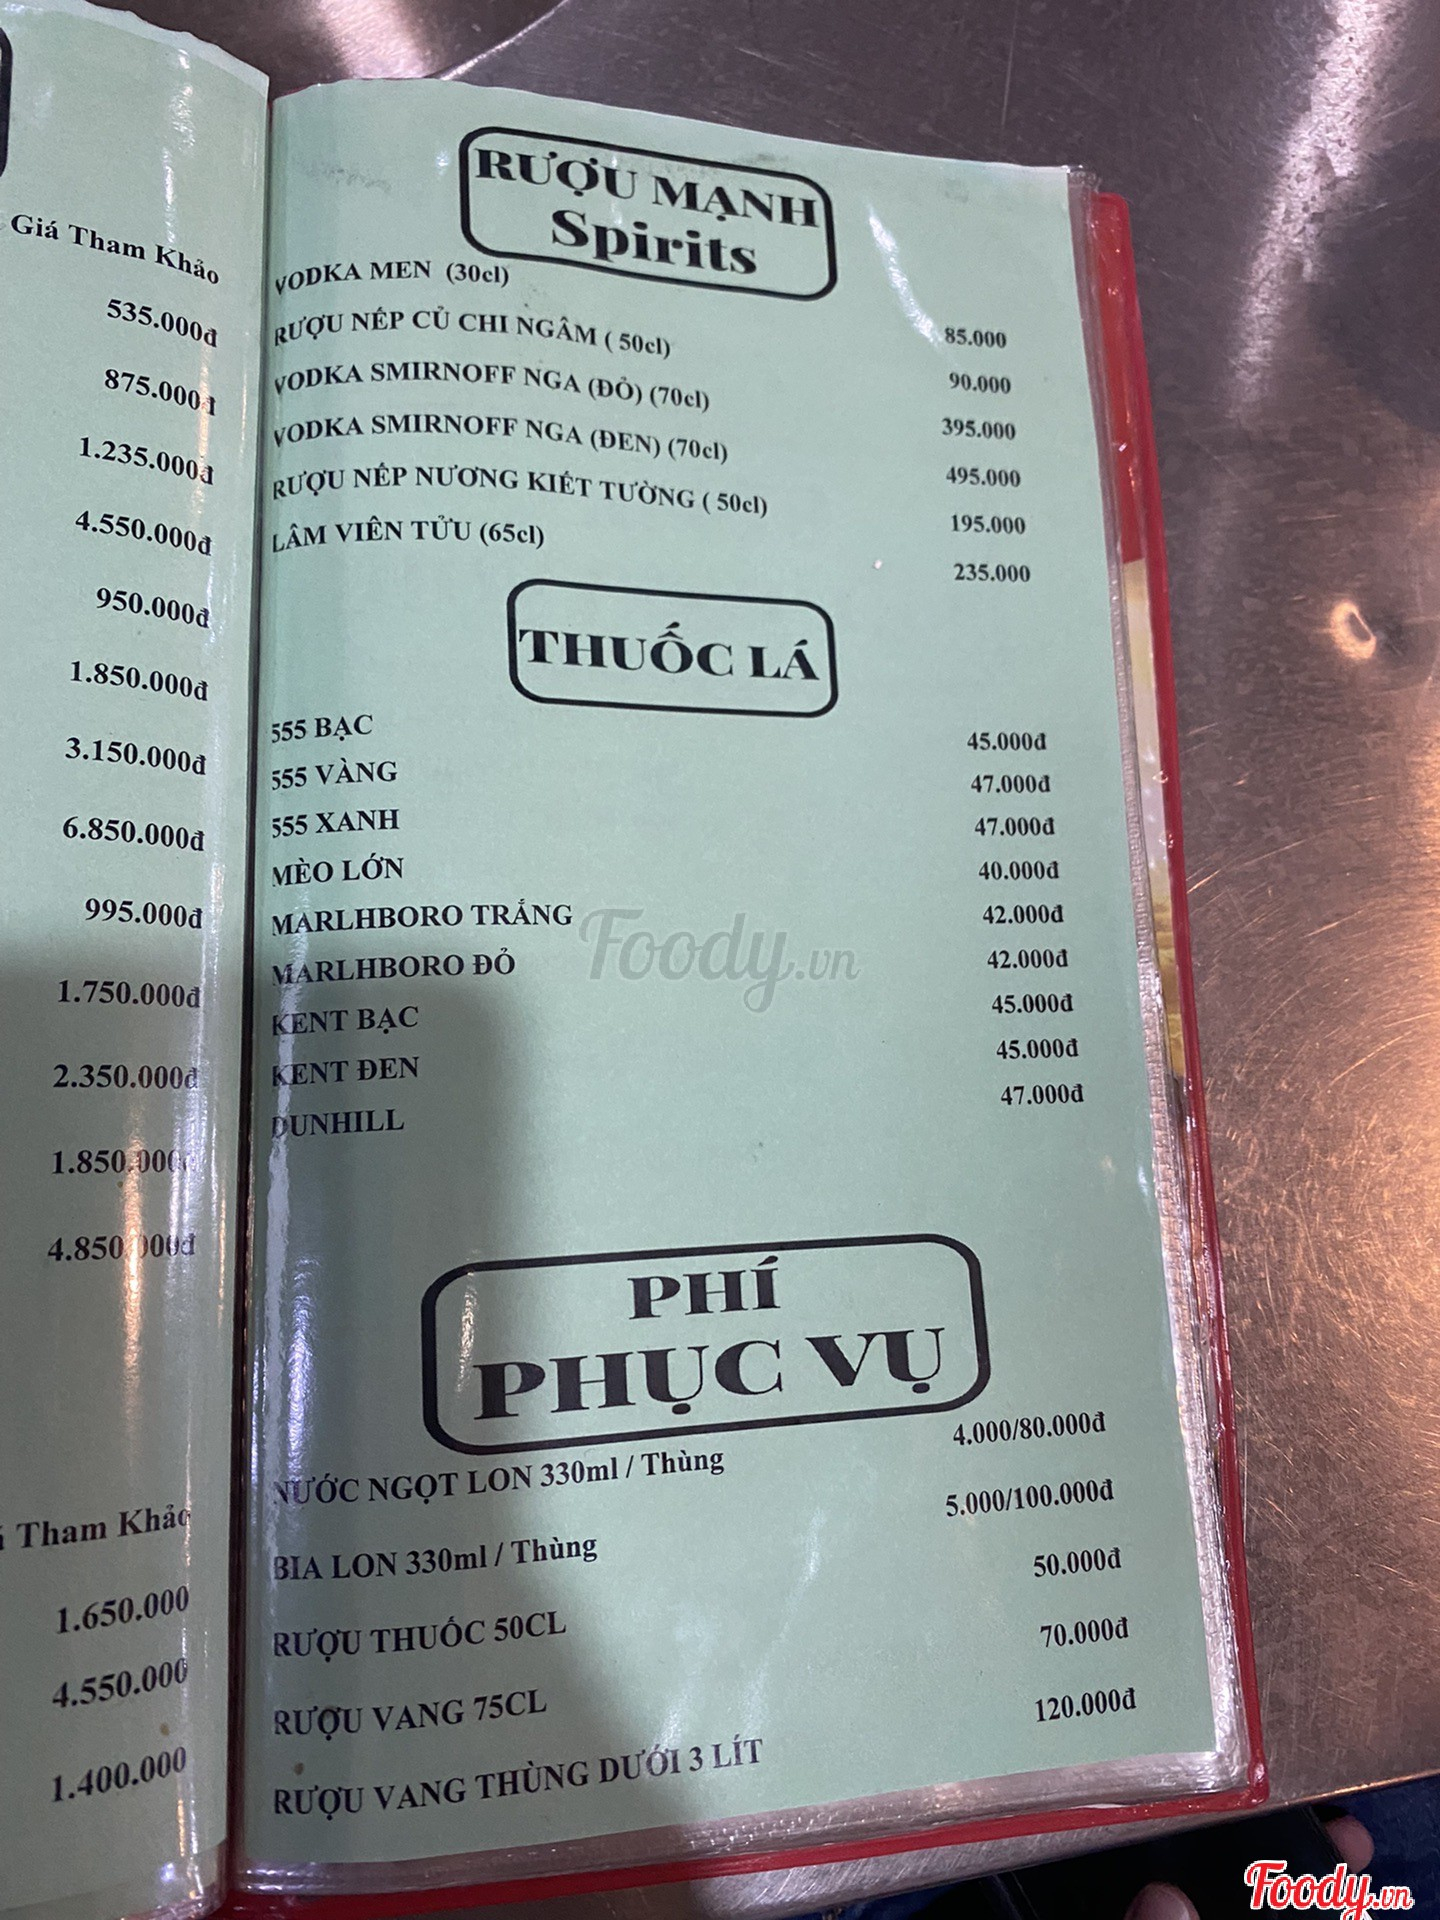 Giá Tham Khảo
535.000đ
875.000đ
1.235.000đ
4.550.000đ
950.000đ
1.850.000đ
3.150.000đ
6.850.000đ
995.000đ
1.750.000đ
2.350.000đ
1.850.000đ
4.850.000đ
Tham Khảo
1.650.000
4.550.000
1.400.000
RƯỢU MẠNH
Spirits
VODKA MEN (30cl) 85.000
RƯỢU NẾP CỦ CHI NGÂM ( 50cl) 90.000
VODKA SMIRNOFF NGA (ĐỎ) (70cl) 395.000
VODKA SMIRNOFF NGA (ĐEN) (70cl) 495.000
RƯỢU NẾP NƯƠNG KIẾT TƯỜNG ( 50cl) 195.000
LÂM VIÊN TỬU (65cl) 235.000
THUỐC LÁ
555 BẠC 45.000đ
555 VÀNG 47.000đ
555 XANH 47.000đ
MÈO LỚN 40.000đ
MARLHBORO TRẮNG 42.000đ
MARLHBORO ĐỎ 42.000đ
KENT BẠC 45.000đ
KENT ĐEN 45.000đ
DUNHILL 47.000đ
PHÍ
PHỤC VỤ
NƯỚC NGỌT LON 330ml / Thùng 4.000/80.000đ
BIA LON 330ml / Thùng 5.000/100.000đ
RƯỢU THUỐC 50CL 50.000đ
RƯỢU VANG 75CL 70.000đ
RƯỢU VANG THÙNG DƯỚI 3 LÍT 120.000đ
Foody.vn
Foody.vn